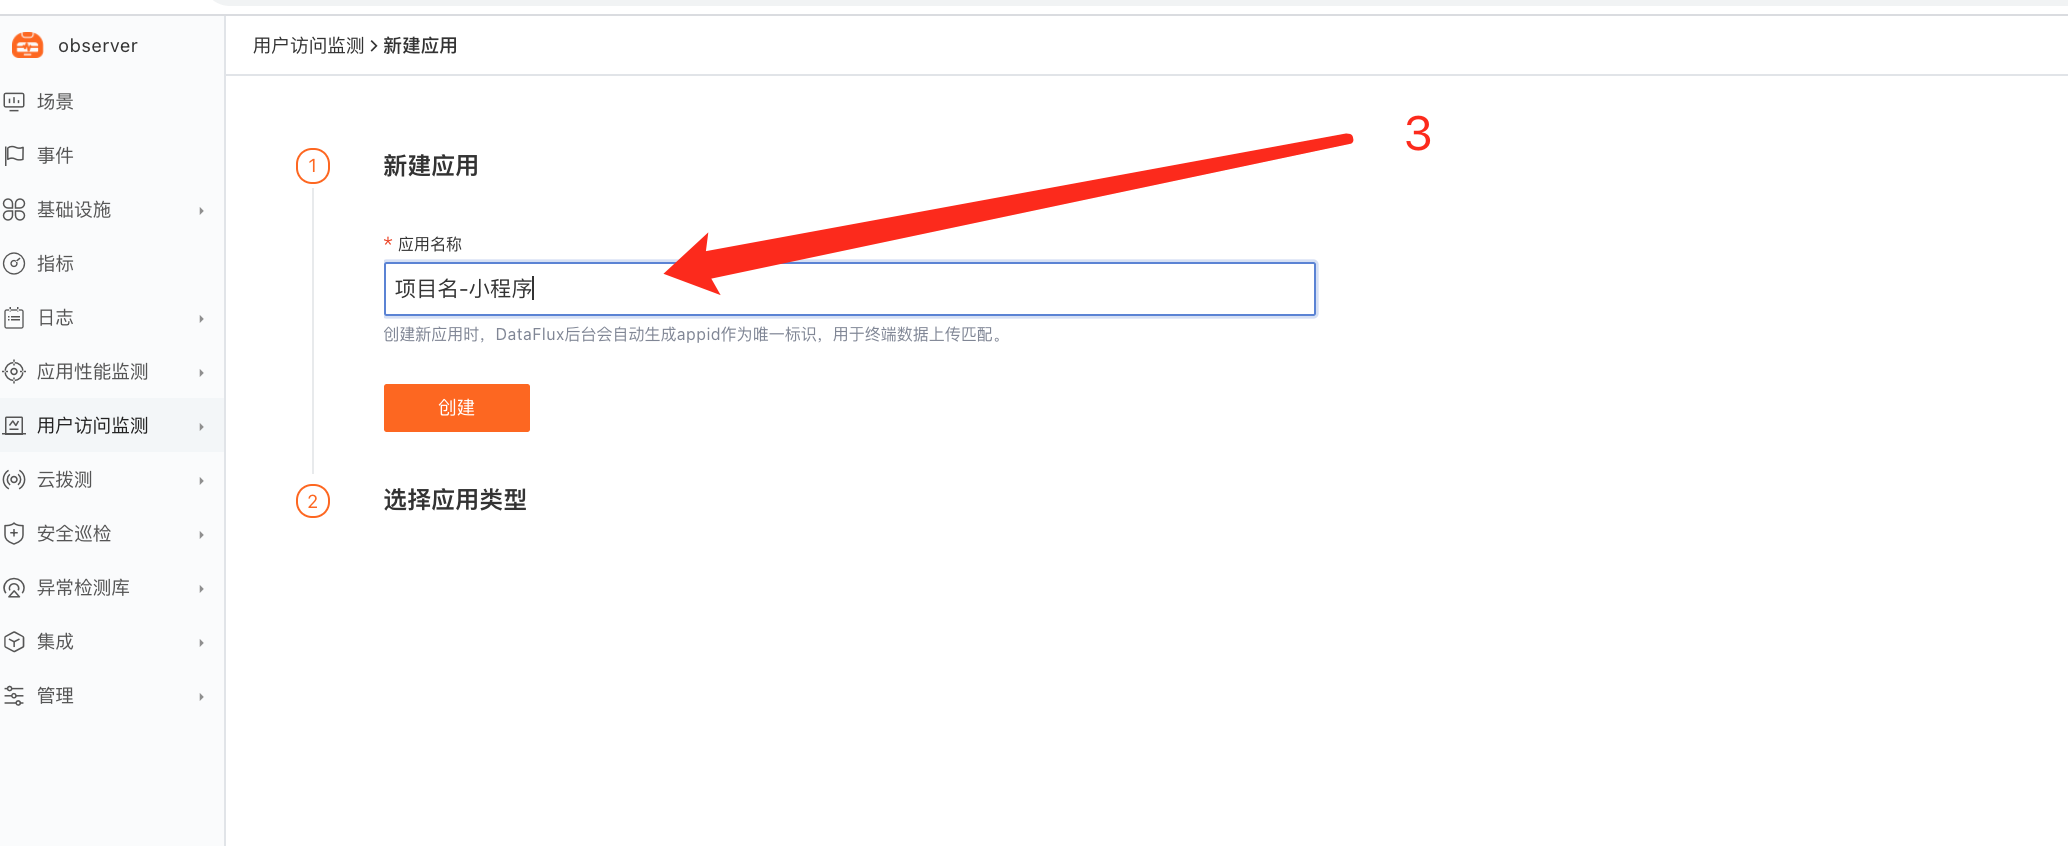 observer
场景
事件
基础设施
指标
日志
应用性能监测
用户访问监测
云拨测
安全巡检
异常检测库
集成
管理
用户访问监测 > 新建应用
3
1 新建应用
* 应用名称
项目名-小程序
创建新应用时，DataFlux后台会自动生成appid作为唯一标识，用于终端数据上传匹配。
创建
2 选择应用类型